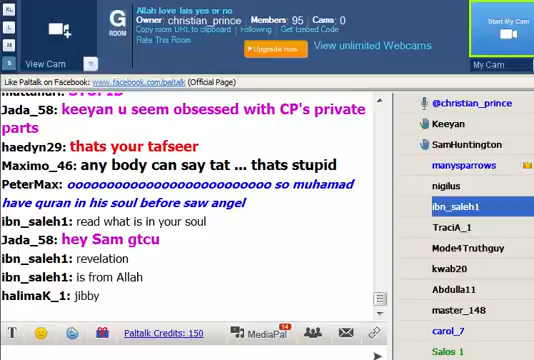 Allah love Isis yes or no
XL
L
M
S
G
ROOM
Owner: christian_prince Members: 95 Cams: 0
Copy room URL to clipboard | Following | Get Embed Code
Rate This Room
Upgrade now
View unlimited Webcams
Start My Cam
View Cam
My Cam
Like Paltalk on Facebook: www.facebook.com/paltalk (Official Page)
Jada_58: keeyan u seem obsessed with CP's private
parts
haedyn29: thats your tafseer
Maximo_46: any body can say tat ... thats stupid
PeterMax: oooooooooooooooooooooooooo so muhamad
have quran in his soul before saw angel
ibn_saleh1: read what is in your soul
Jada_58: hey Sam gtcu
ibn_saleh1: revelation
ibn_saleh1: is from Allah
halimaK_1: jibby
@christian_prince
Keeyan
SamHuntington
manysparrows
nigilus
ibn_saleh1
TraciA_1
Mode4Truthguy
kwab20
Abdulla11
master_148
carol_7
Salos 1
T
Paltalk Credits: 150
MediaPal
14